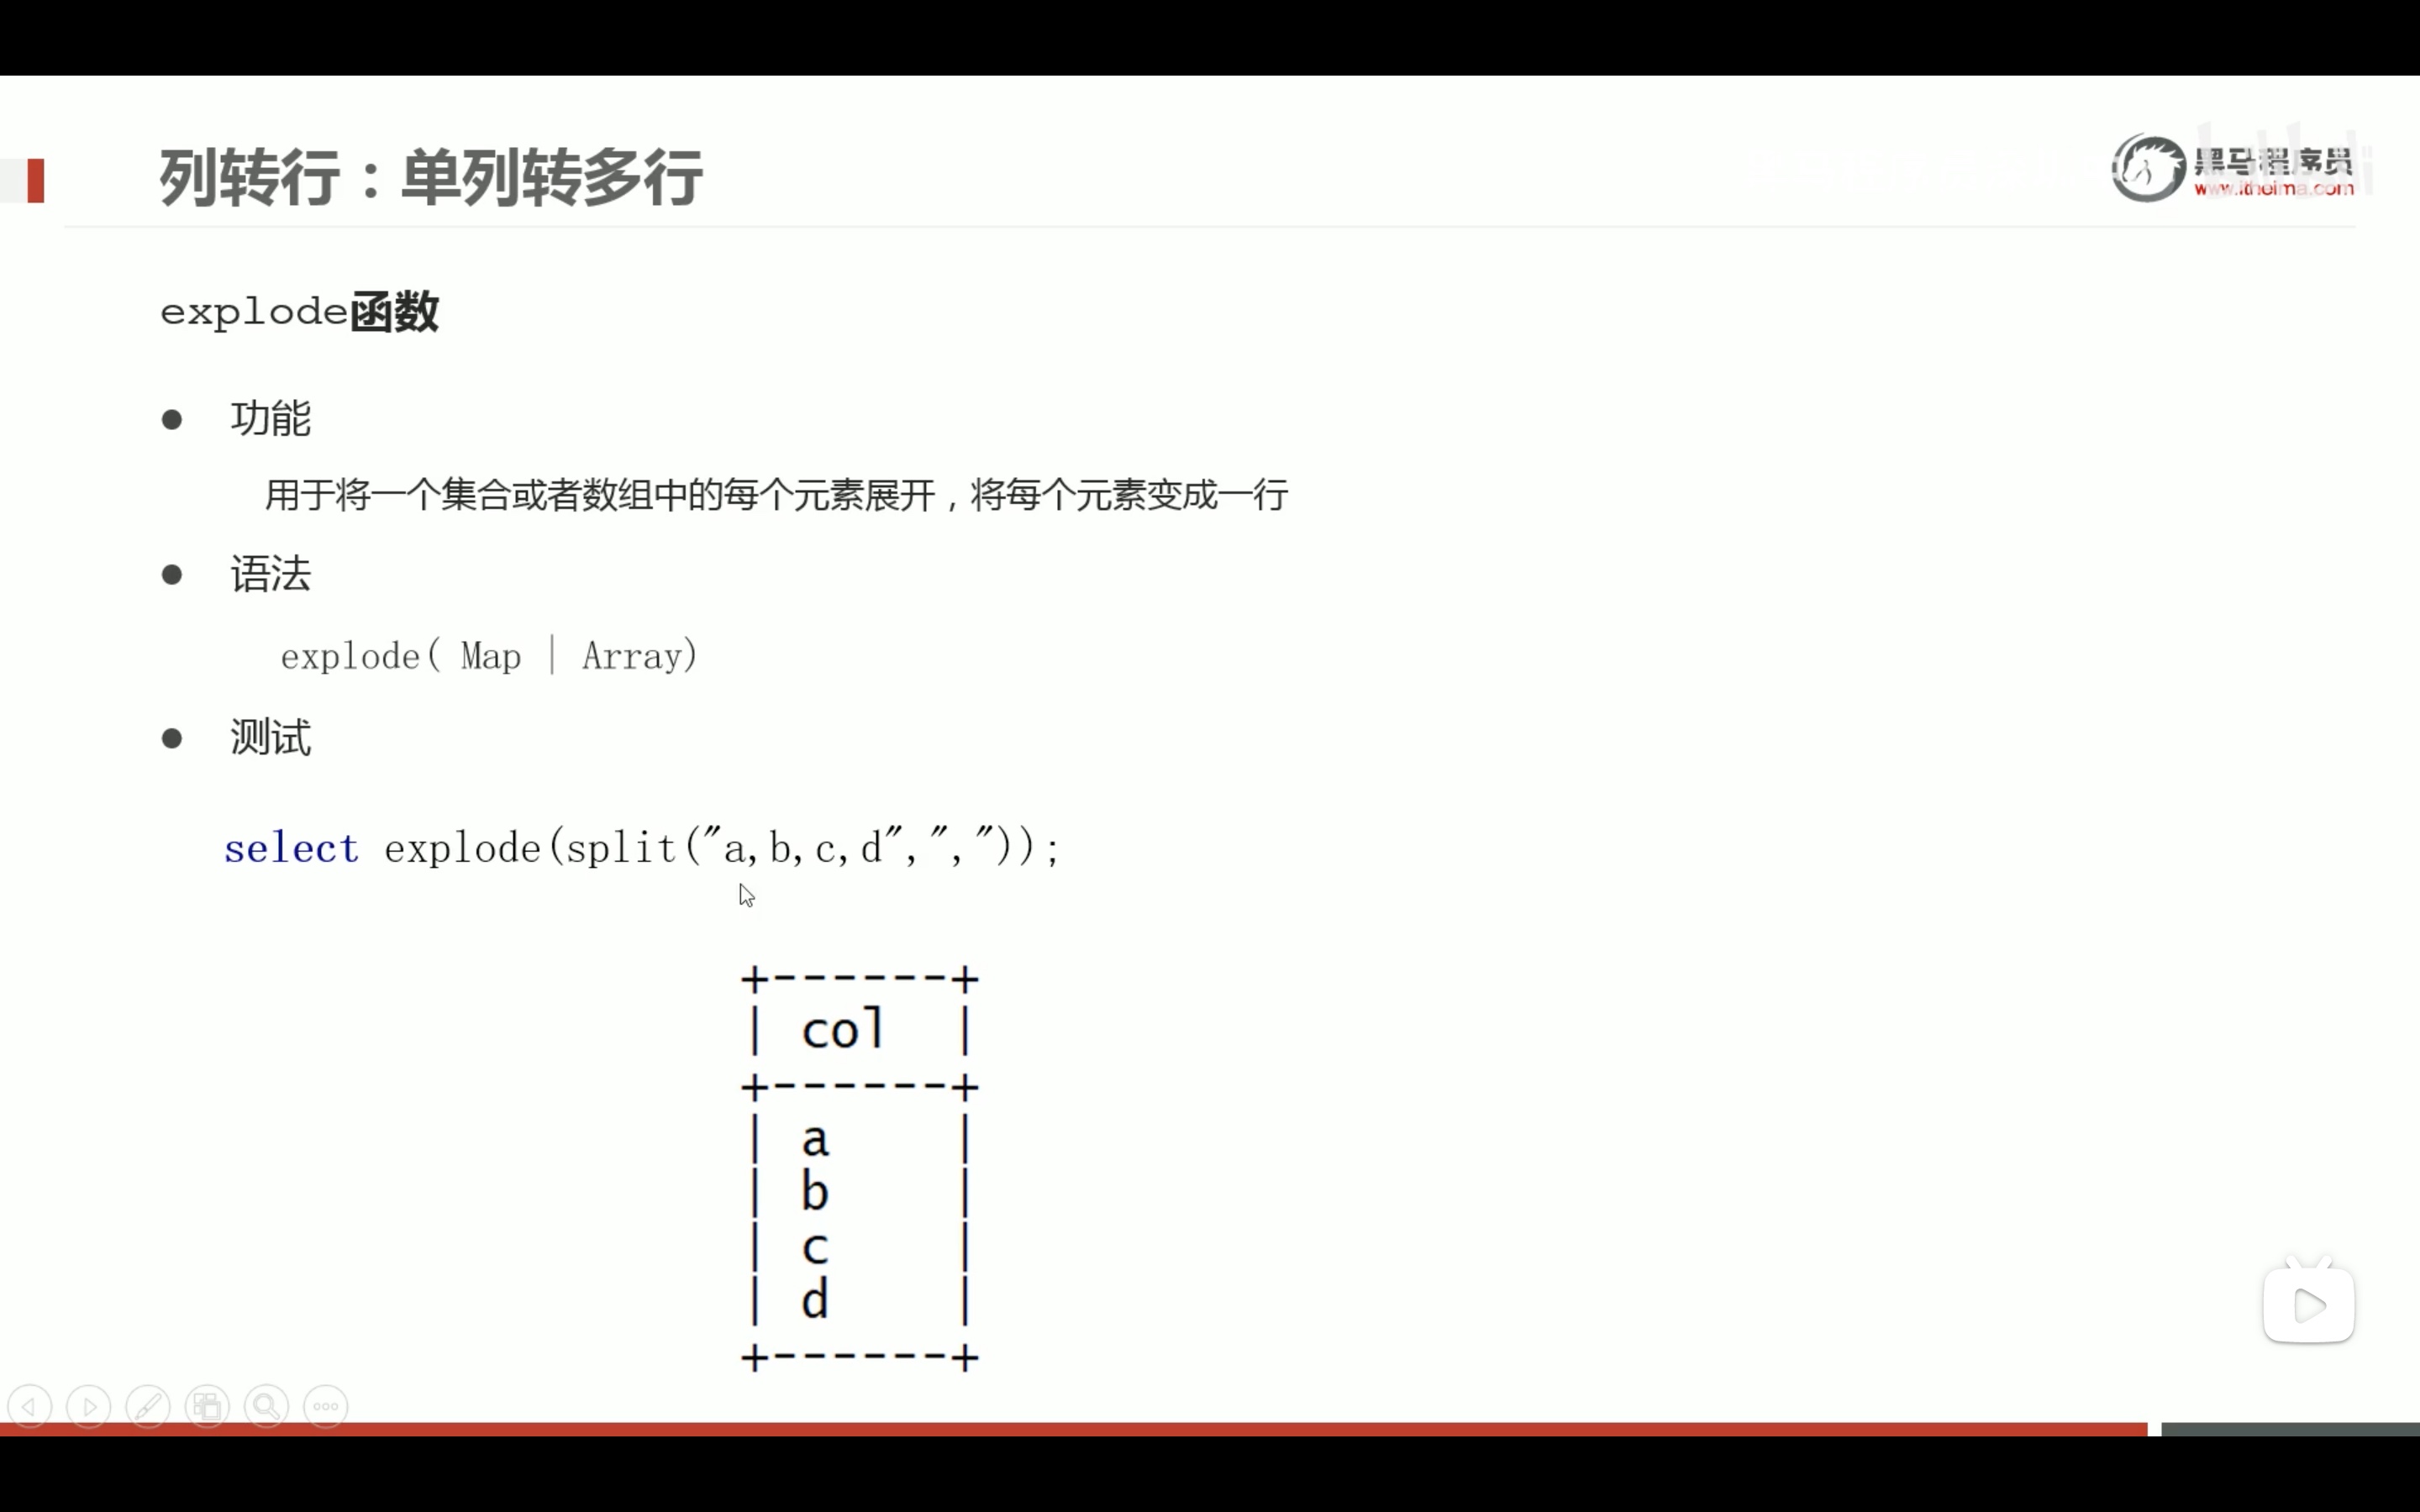 列转行：单列转多行
黑马程序员
www.itheima.com
explode函数
● 功能
用于将一个集合或者数组中的每个元素展开，将每个元素变成一行
● 语法
explode( Map | Array)
● 测试
select explode(split("a,b,c,d",","));
+------+
| col |
+------+
| a |
| b |
| c |
| d |
+------+